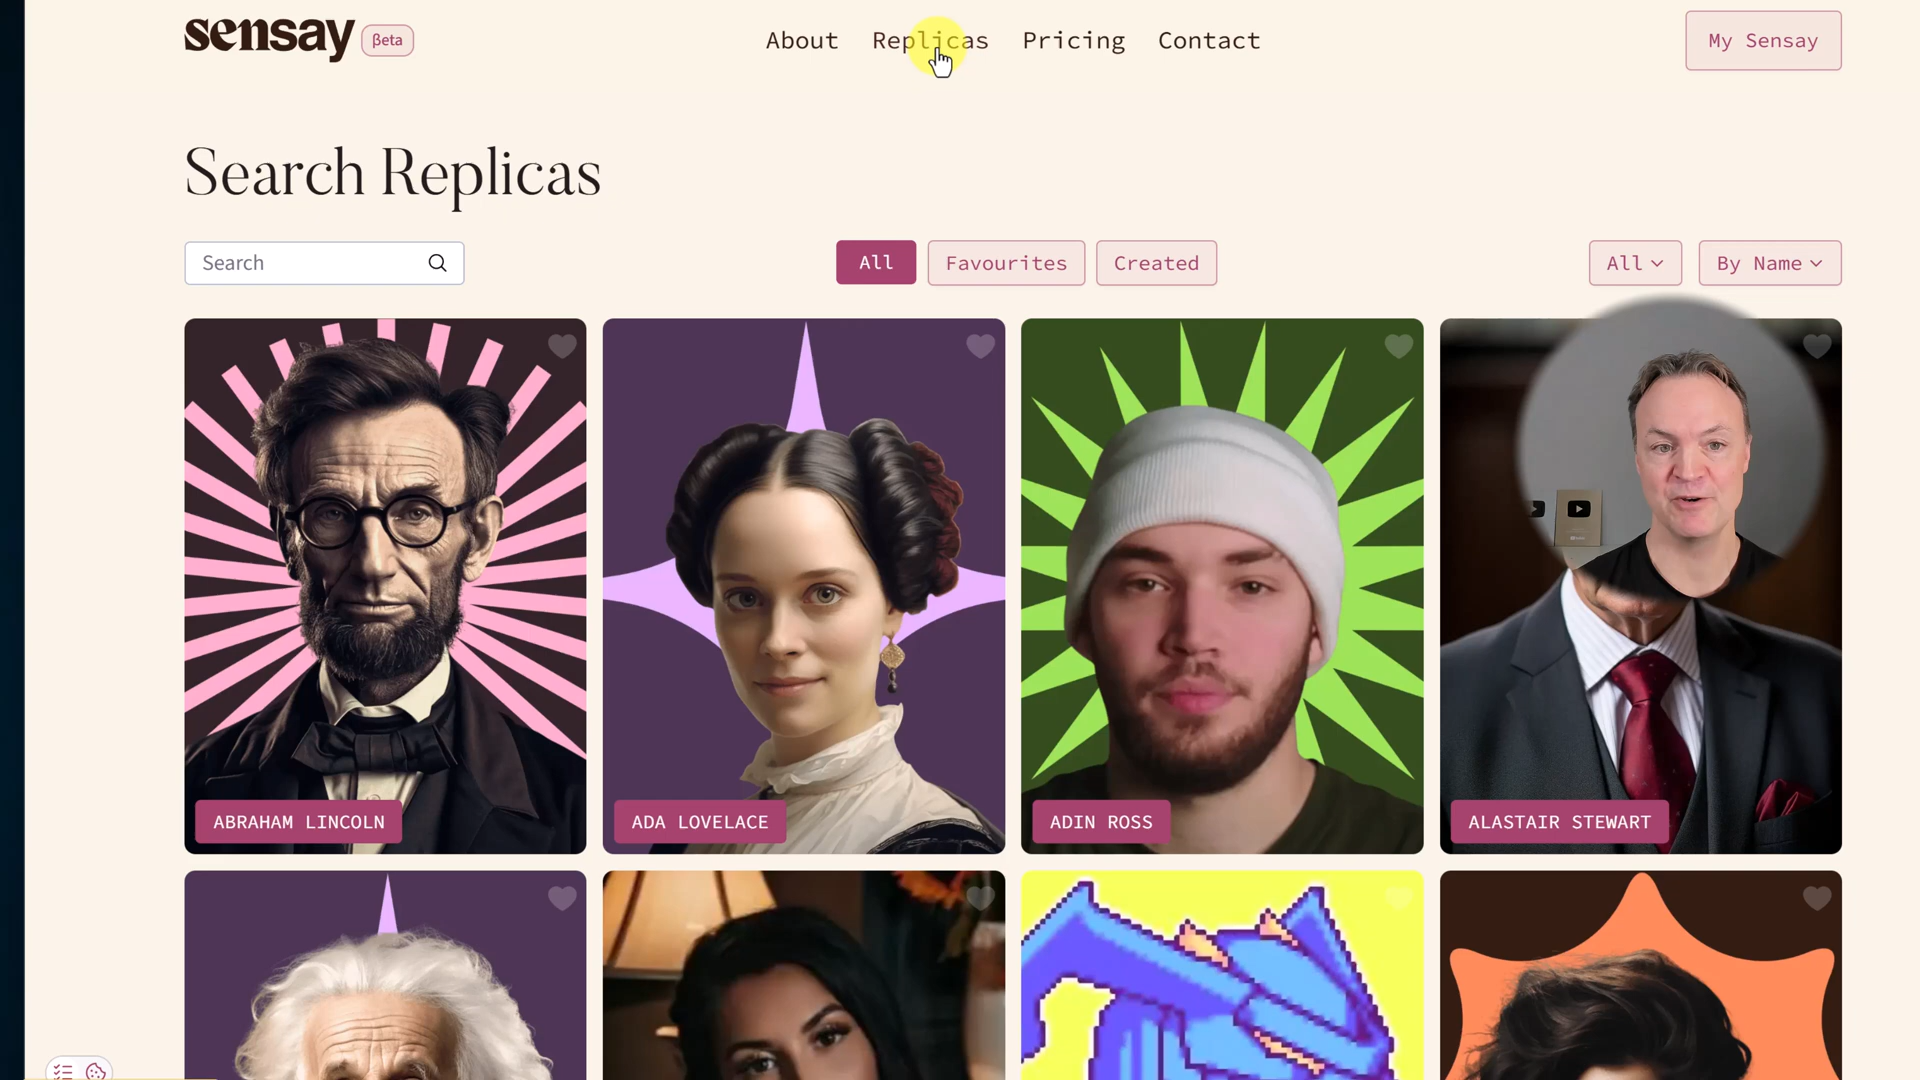 sensay
βeta
About Replicas Pricing Contact
My Sensay
Search Replicas
Search
All Favourites Created
All By Name
ABRAHAM LINCOLN
ADA LOVELACE
ADIN ROSS
ALASTAIR STEWART